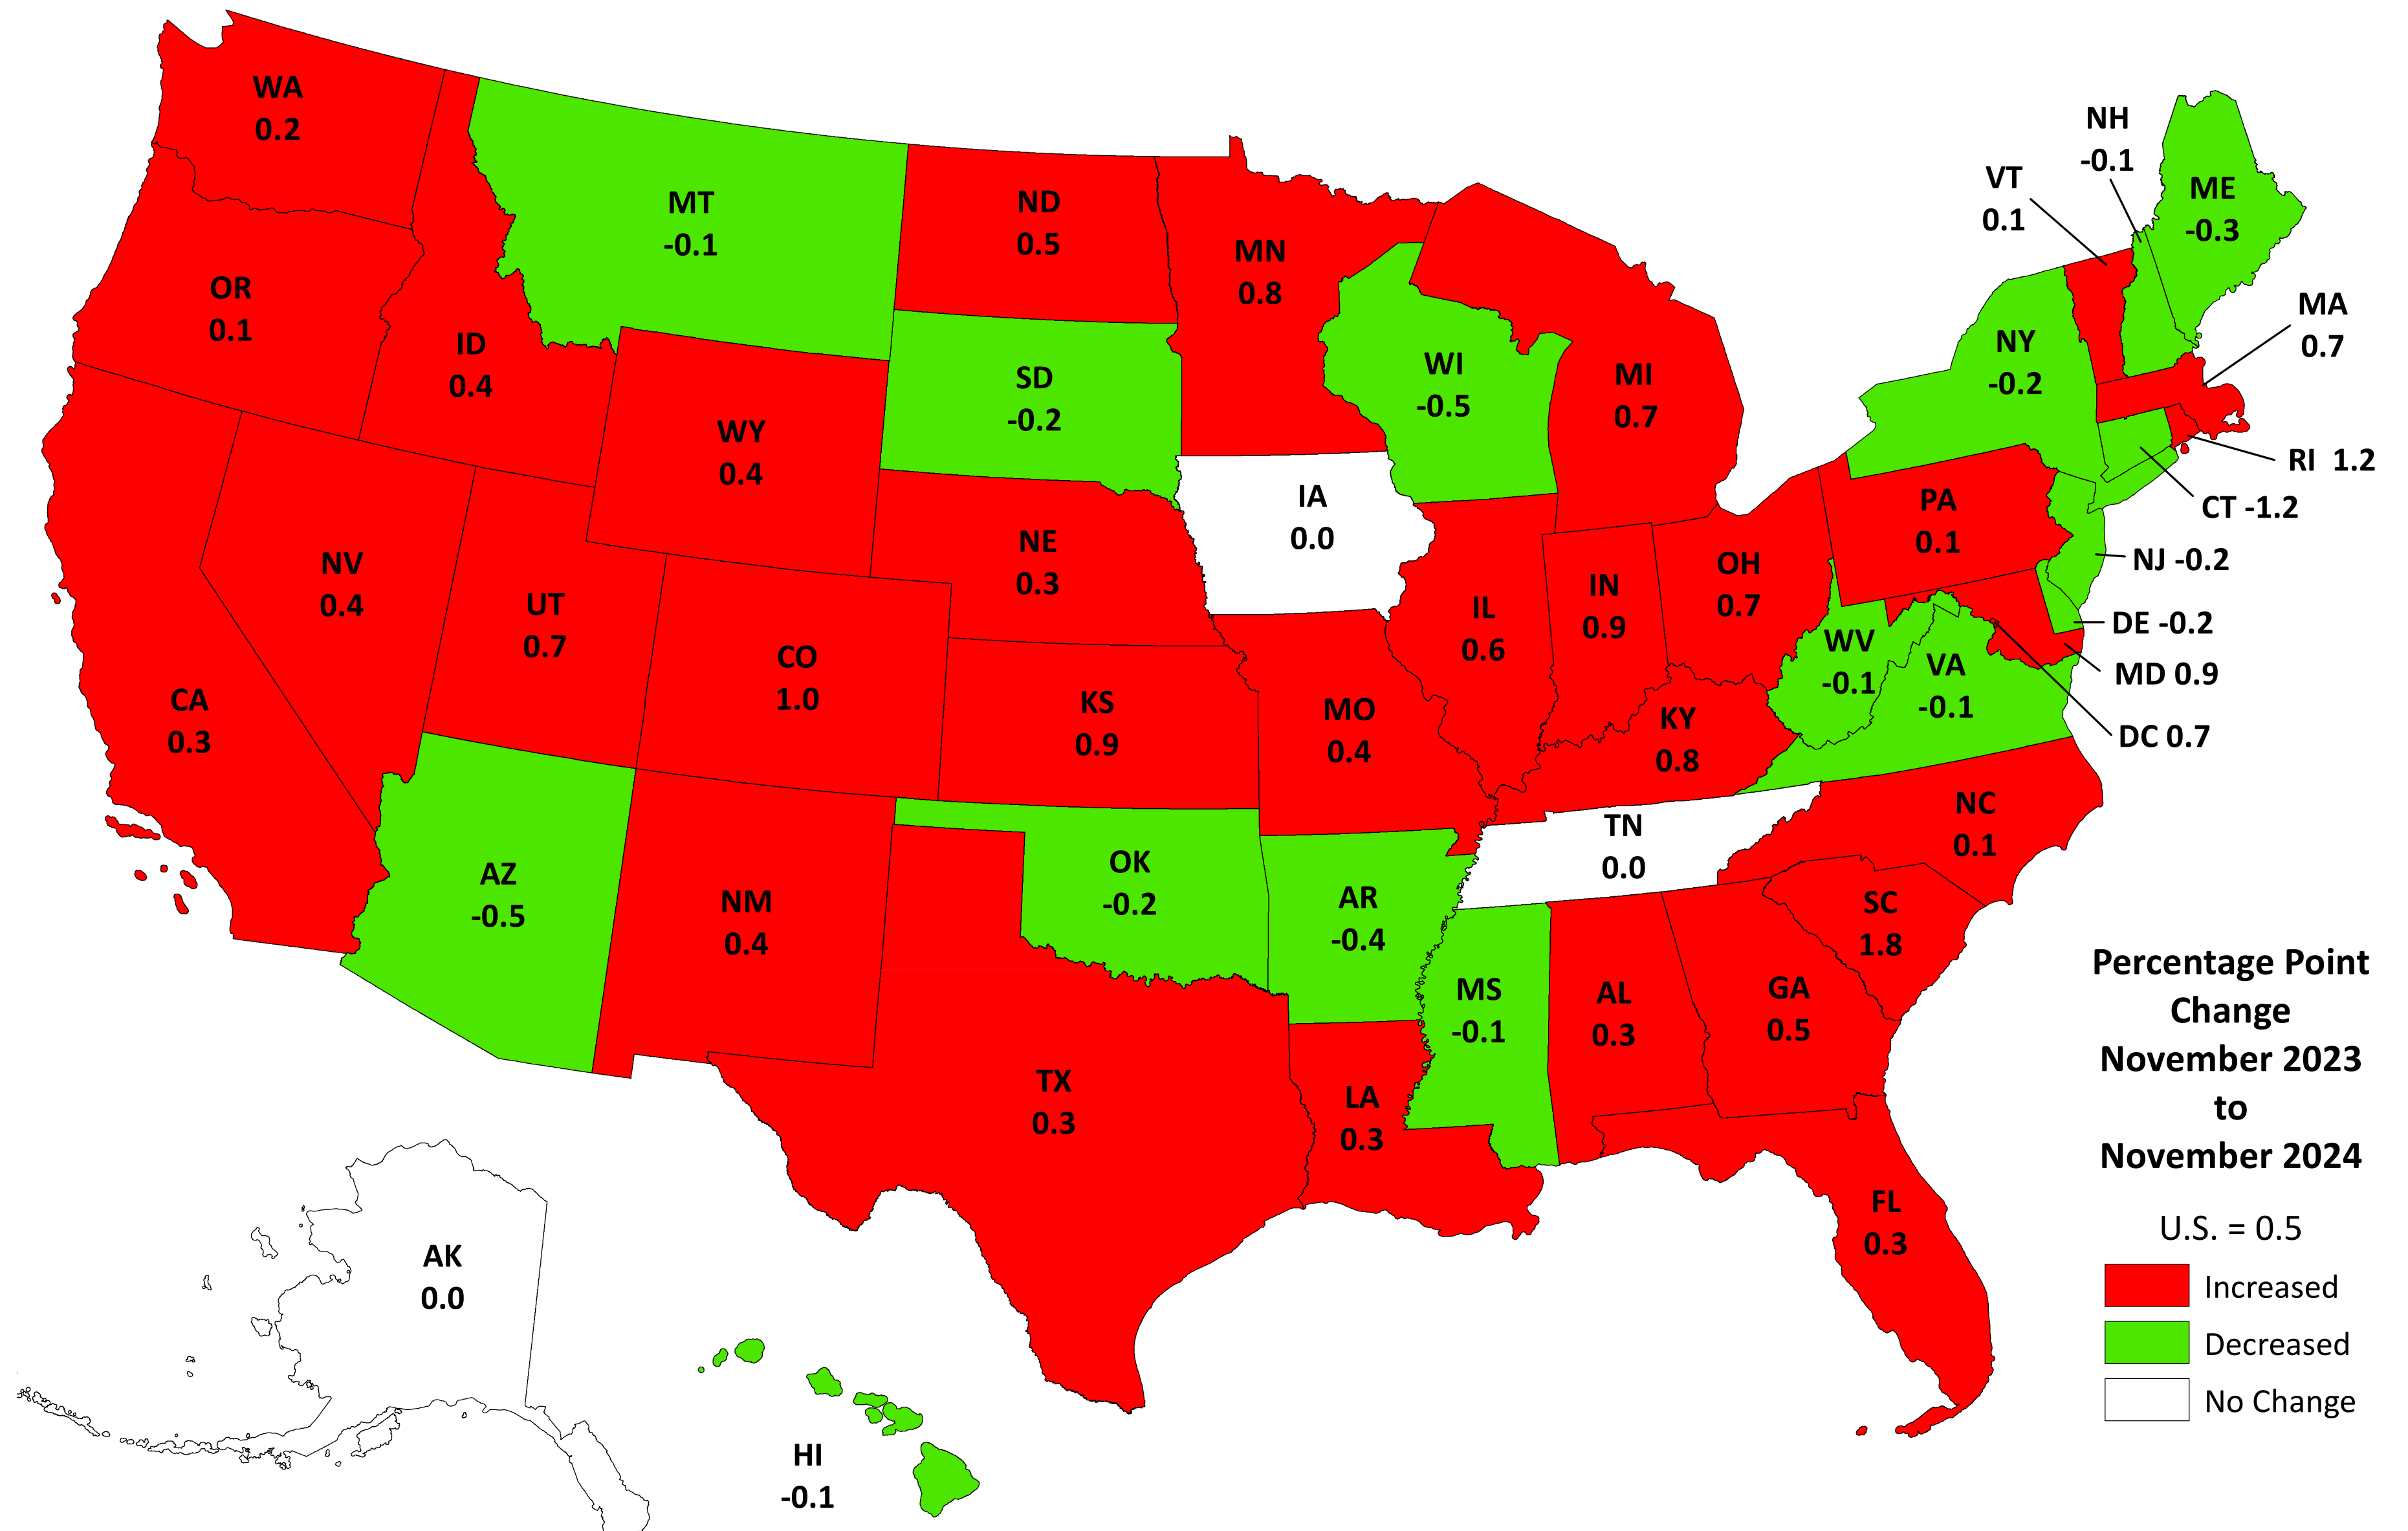 WA
0.2
OR
0.1
CA
0.3
ID
0.4
NV
0.4
MT
-0.1
WY
0.4
UT
0.7
CO
1.0
AZ
-0.5
NM
0.4
ND
0.5
SD
-0.2
NE
0.3
KS
0.9
OK
-0.2
TX
0.3
MN
0.8
IA
0.0
MO
0.4
AR
-0.4
LA
0.3
WI
-0.5
IL
0.6
MI
0.7
IN
0.9
OH
0.7
KY
0.8
TN
0.0
MS
-0.1
AL
0.3
GA
0.5
FL
0.3
SC
1.8
NC
0.1
WV
-0.1
VA
-0.1
PA
0.1
NY
-0.2
VT
0.1
NH
-0.1
ME
-0.3
MA
0.7
RI 1.2
CT -1.2
NJ -0.2
DE -0.2
MD 0.9
DC 0.7
AK
0.0
HI
-0.1
Percentage Point
Change
November 2023
to
November 2024
U.S. = 0.5
Increased
Decreased
No Change